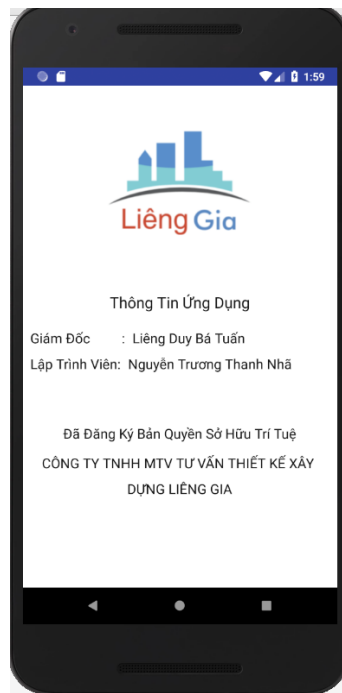 1:59
Liêng Gia
Thông Tin Ứng Dụng
Giám Đốc : Liêng Duy Bá Tuấn
Lập Trình Viên: Nguyễn Trương Thanh Nhã
Đã Đăng Ký Bản Quyền Sở Hữu Trí Tuệ
CÔNG TY TNHH MTV TƯ VẤN THIẾT KẾ XÂY
DỰNG LIÊNG GIA